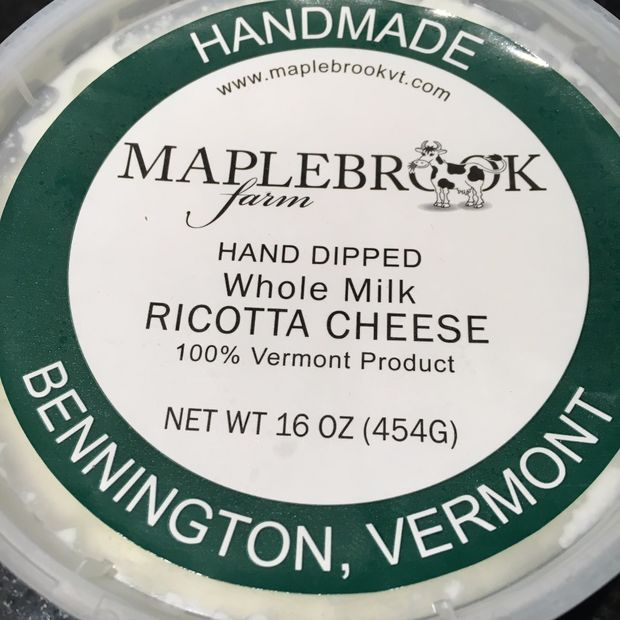 HANDMADE
www.maplebrookvt.com
MAPLEBROOK
farm
HAND DIPPED
Whole Milk
RICOTTA CHEESE
100% Vermont Product
NET WT 16 OZ (454G)
BENNINGTON, VERMONT